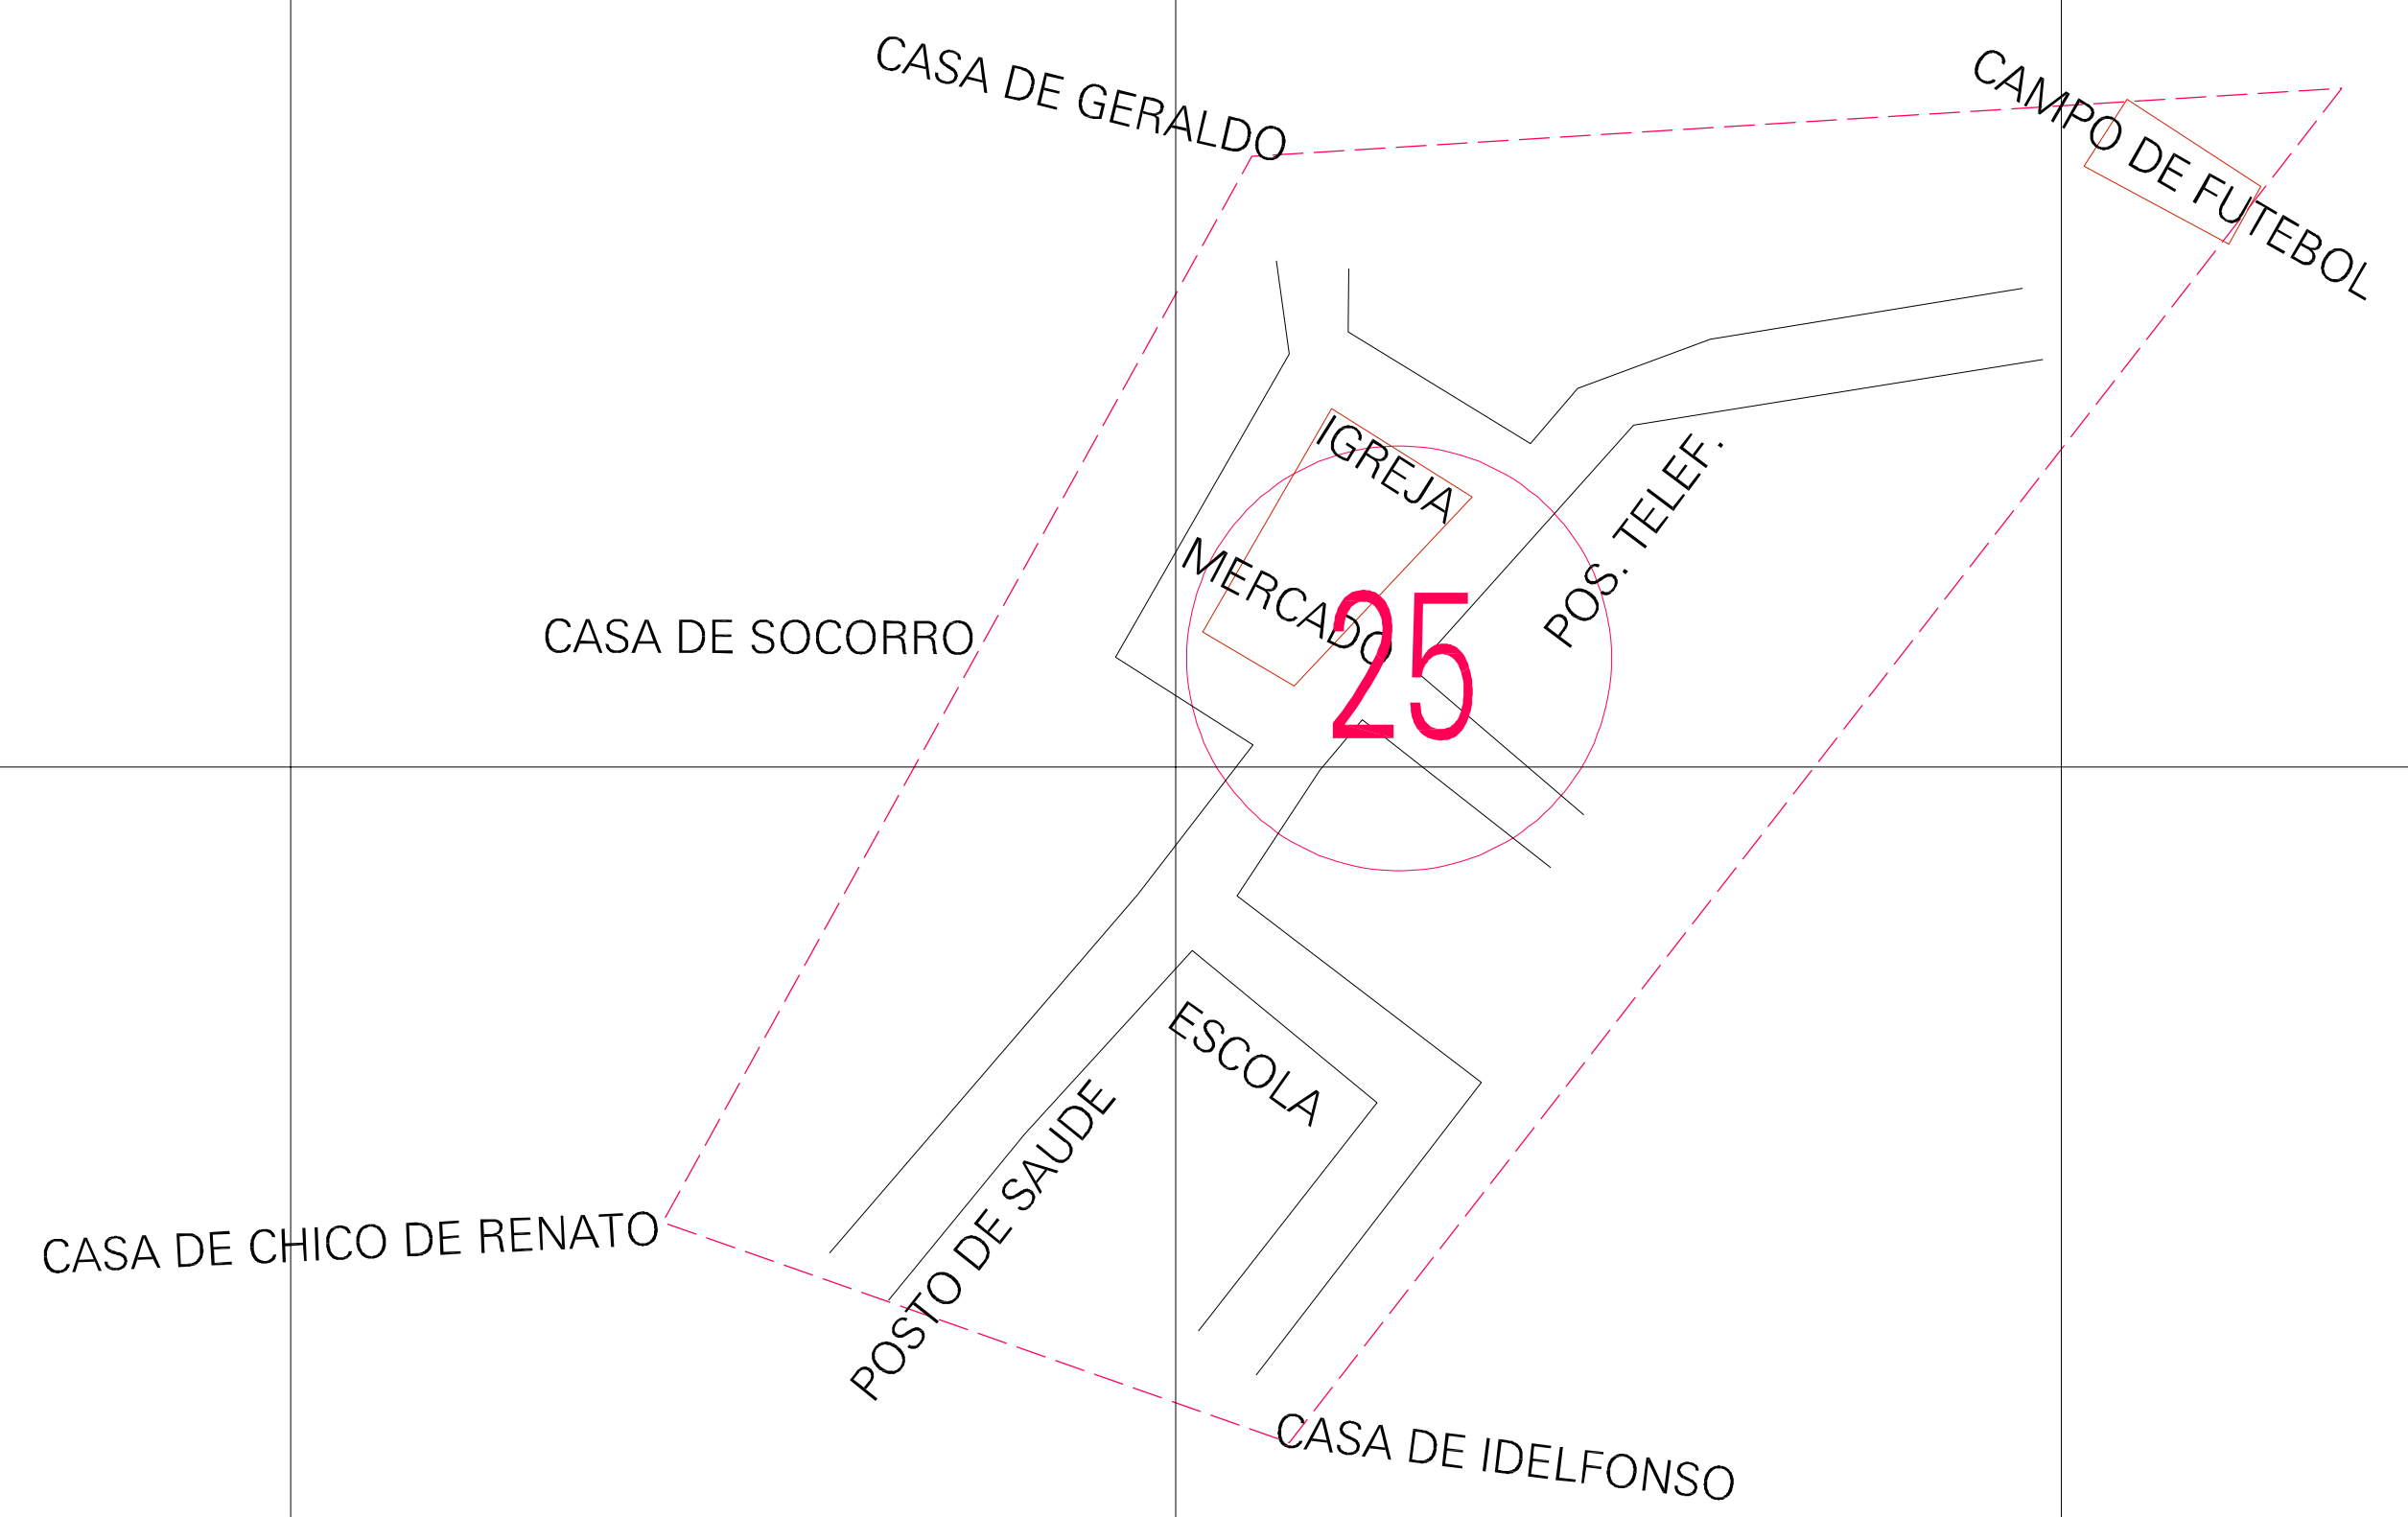 CASA DE GERALDO
CAMPO DE FUTEBOL
IGREJA
POS. TELEF.
MERCADO
25
CASA DE SOCORRO
ESCOLA
POSTO DE SAUDE
CASA DE CHICO DE RENATO
CASA DE IDELFONSO